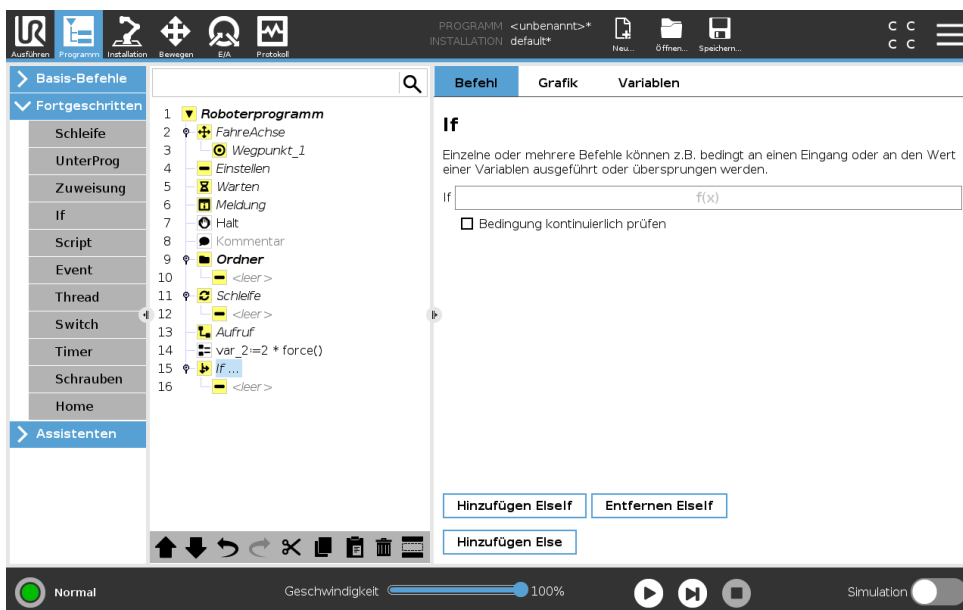 UR
PROGRAMM <unbenannt>*
INSTALLATION default*
C C
C C
Ausführen Programm Installation Bewegen E/A Protokoll Neu... Öffnen... Speichern...
Basis-Befehle
Fortgeschritten
Schleife
UnterProg
Zuweisung
If
Script
Event
Thread
Switch
Timer
Schrauben
Home
Assistenten
1 Roboterprogramm
2 FahreAchse
3 Wegpunkt_1
4 Einstellen
5 Warten
6 Meldung
7 Halt
8 Kommentar
9 Ordner
10 <leer>
11 Schleife
12 <leer>
13 Aufruf
14 var_2:=2 * force()
15 If ...
16 <leer>
Befehl Grafik Variablen
If
Einzelne oder mehrere Befehle können z.B. bedingt an einen Eingang oder an den Wert
einer Variablen ausgeführt oder übersprungen werden.
If f(x)
Bedingung kontinuierlich prüfen
Hinzufügen ElseIf Entfernen ElseIf
Hinzufügen Else
Normal Geschwindigkeit 100% Simulation